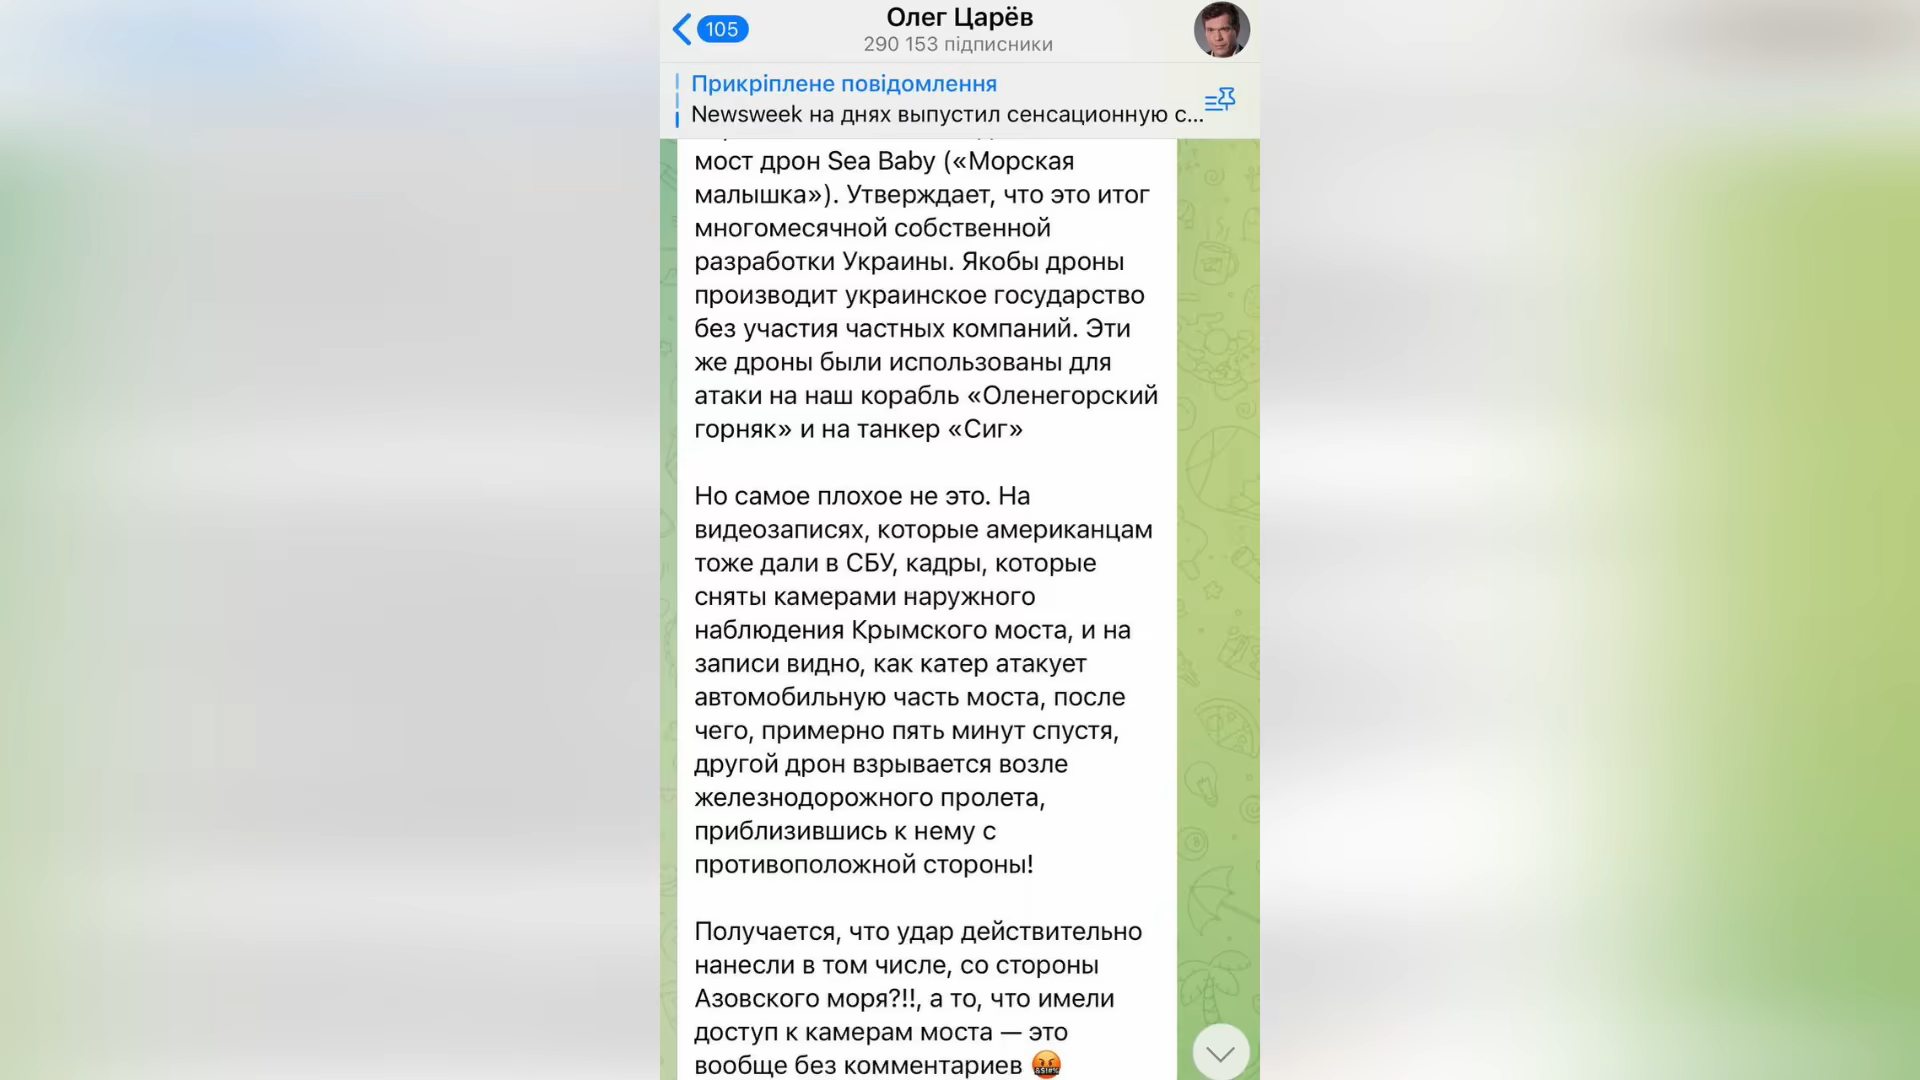 105
Олег Царёв
290 153 підписники
Прикріплене повідомлення
Newsweek на днях выпустил сенсационную с...
мост дрон Sea Baby («Морская
малышка»). Утверждает, что это итог
многомесячной собственной
разработки Украины. Якобы дроны
производит украинское государство
без участия частных компаний. Эти
же дроны были использованы для
атаки на наш корабль «Оленегорский
горняк» и на танкер «Сиг»
Но самое плохое не это. На
видеозаписях, которые американцам
тоже дали в СБУ, кадры, которые
сняты камерами наружного
наблюдения Крымского моста, и на
записи видно, как катер атакует
автомобильную часть моста, после
чего, примерно пять минут спустя,
другой дрон взрывается возле
железнодорожного пролета,
приблизившись к нему с
противоположной стороны!
Получается, что удар действительно
нанесли в том числе, со стороны
Азовского моря?!!, а то, что имели
доступ к камерам моста — это
вообще без комментариев 🤬